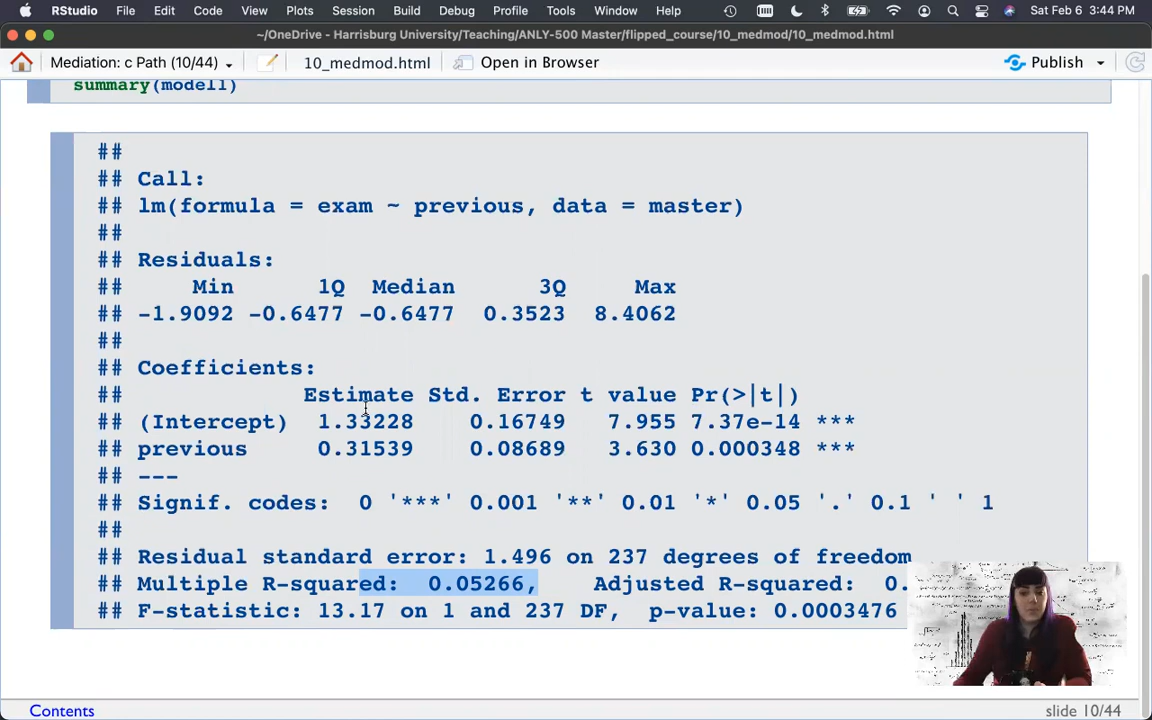 RStudio File Edit Code View Plots Session Build Debug Profile Tools Window Help Sat Feb 6 3:44 PM
~/OneDrive - Harrisburg University/Teaching/ANLY-500 Master/flipped_course/10_medmod/10_medmod.html
Mediation: c Path (10/44) 10_medmod.html Open in Browser Publish
summary(model1)
##
## Call:
## lm(formula = exam ~ previous, data = master)
##
## Residuals:
## Min 1Q Median 3Q Max
## -1.9092 -0.6477 -0.6477 0.3523 8.4062
##
## Coefficients:
## Estimate Std. Error t value Pr(>|t|)
## (Intercept) 1.33228 0.16749 7.955 7.37e-14 ***
## previous 0.31539 0.08689 3.630 0.000348 ***
## ---
## Signif. codes: 0 '***' 0.001 '**' 0.01 '*' 0.05 '.' 0.1 ' ' 1
##
## Residual standard error: 1.496 on 237 degrees of freedom
## Multiple R-squared: 0.05266, Adjusted R-squared: 0.
## F-statistic: 13.17 on 1 and 237 DF, p-value: 0.0003476
Contents slide 10/44